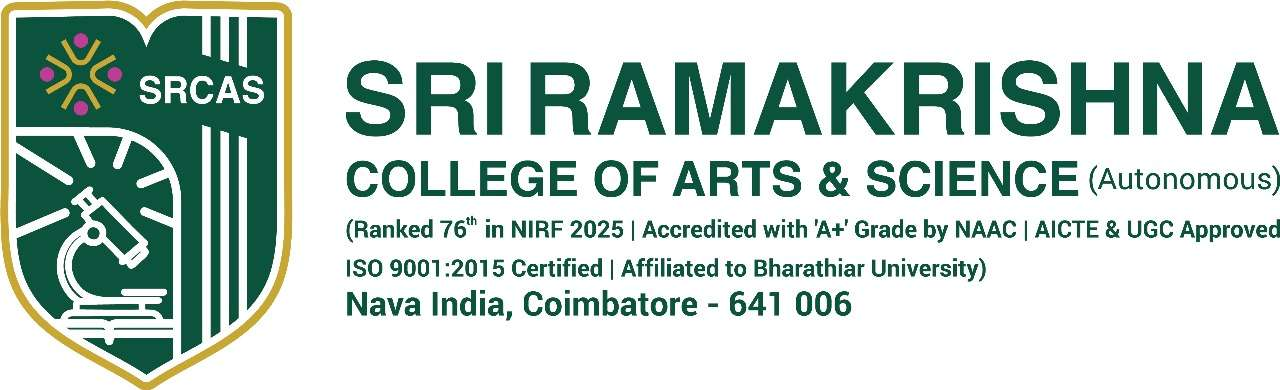 SRCAS
SRI RAMAKRISHNA
COLLEGE OF ARTS & SCIENCE (Autonomous)
(Ranked 76th in NIRF 2025 | Accredited with 'A+' Grade by NAAC | AICTE & UGC Approved
ISO 9001:2015 Certified | Affiliated to Bharathiar University)
Nava India, Coimbatore - 641 006